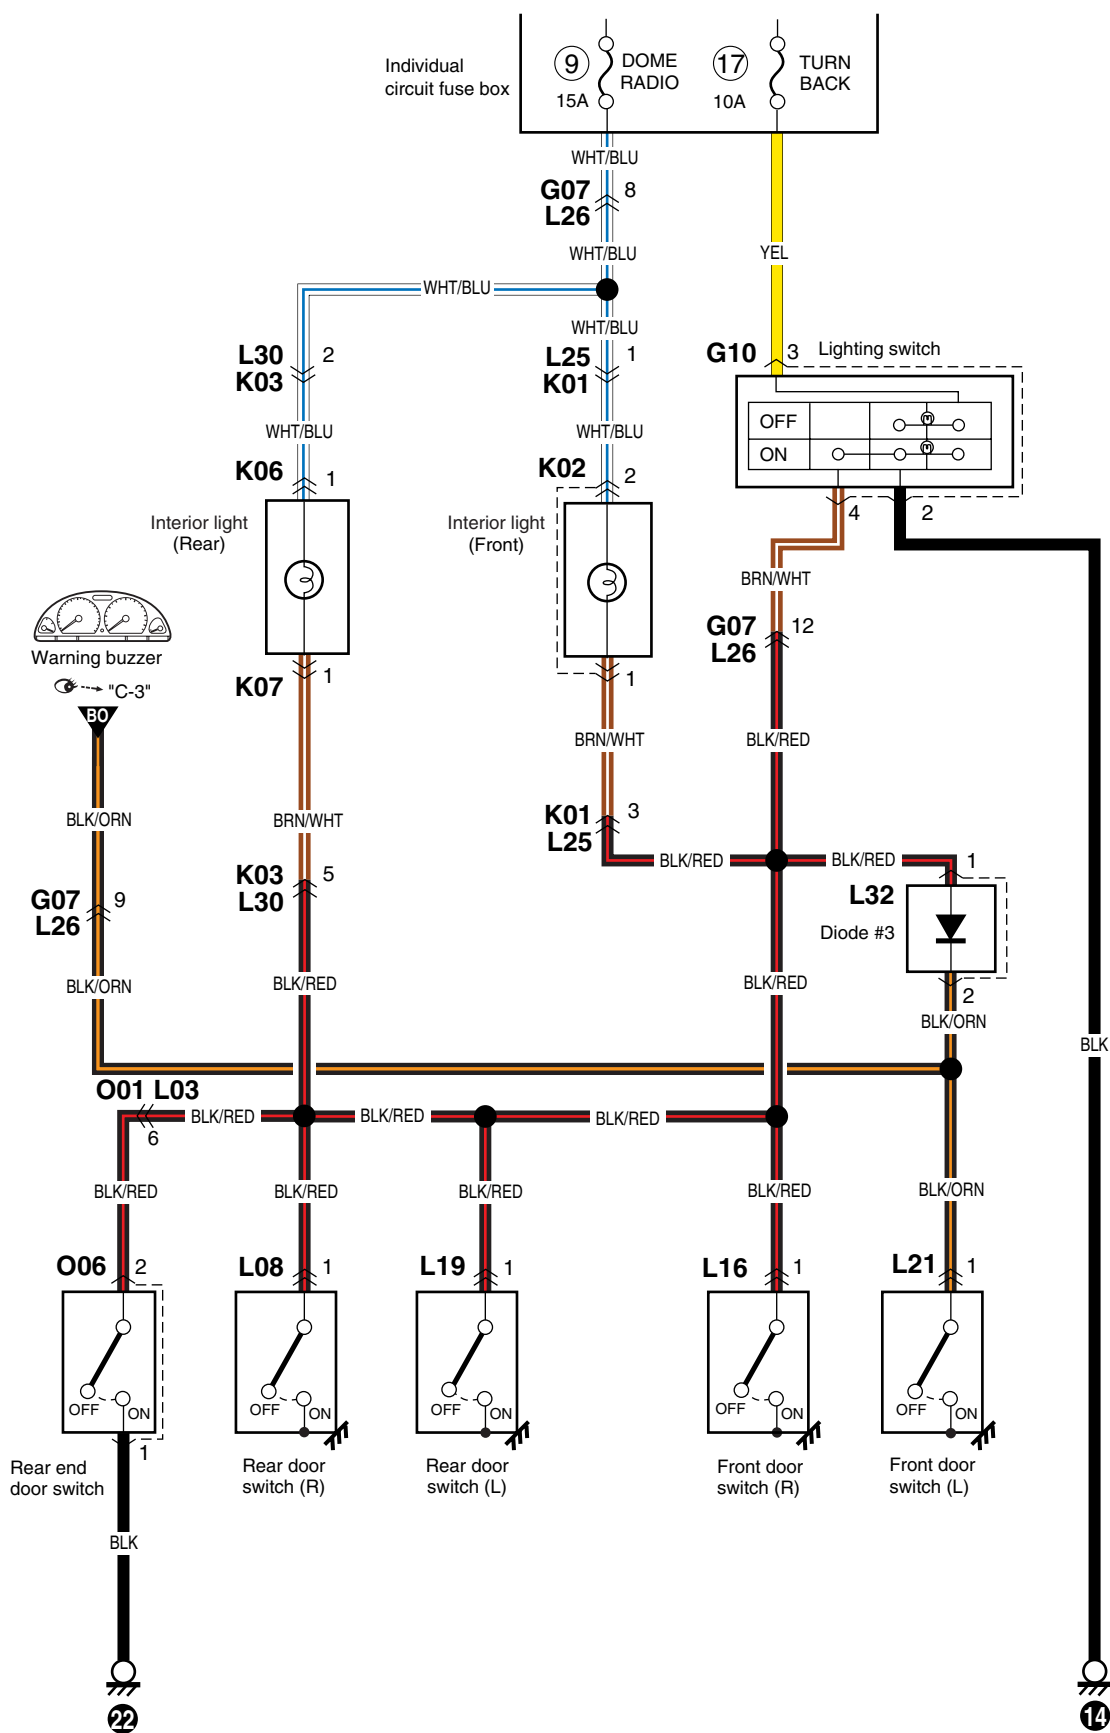 Individual
circuit fuse box
9
15A
DOME
RADIO
17
10A
TURN
BACK
WHT/BLU
G07
L26
8
WHT/BLU
YEL
WHT/BLU
WHT/BLU
L30
K03
2
L25
K01
1
G10
3
Lighting switch
OFF
ON
WHT/BLU
WHT/BLU
K06
1
K02
2
4
2
Interior light
(Rear)
Interior light
(Front)
BRN/WHT
G07
L26
12
Warning buzzer
"C-3"
BO
K07
1
1
BRN/WHT
BLK/RED
BLK/ORN
BRN/WHT
K01
L25
3
BLK/RED
BLK/RED
1
K03
L30
5
G07
L26
9
L32
Diode #3
BLK/ORN
BLK/RED
BLK/RED
2
BLK/ORN
BLK
O01 L03
6
BLK/RED
BLK/RED
BLK/RED
BLK/RED
BLK/RED
BLK/RED
BLK/RED
BLK/ORN
O06
2
L08
1
L19
1
L16
1
L21
1
OFF
ON
OFF
ON
OFF
ON
OFF
ON
OFF
ON
1
Rear end
door switch
Rear door
switch (R)
Rear door
switch (L)
Front door
switch (R)
Front door
switch (L)
BLK
22
14